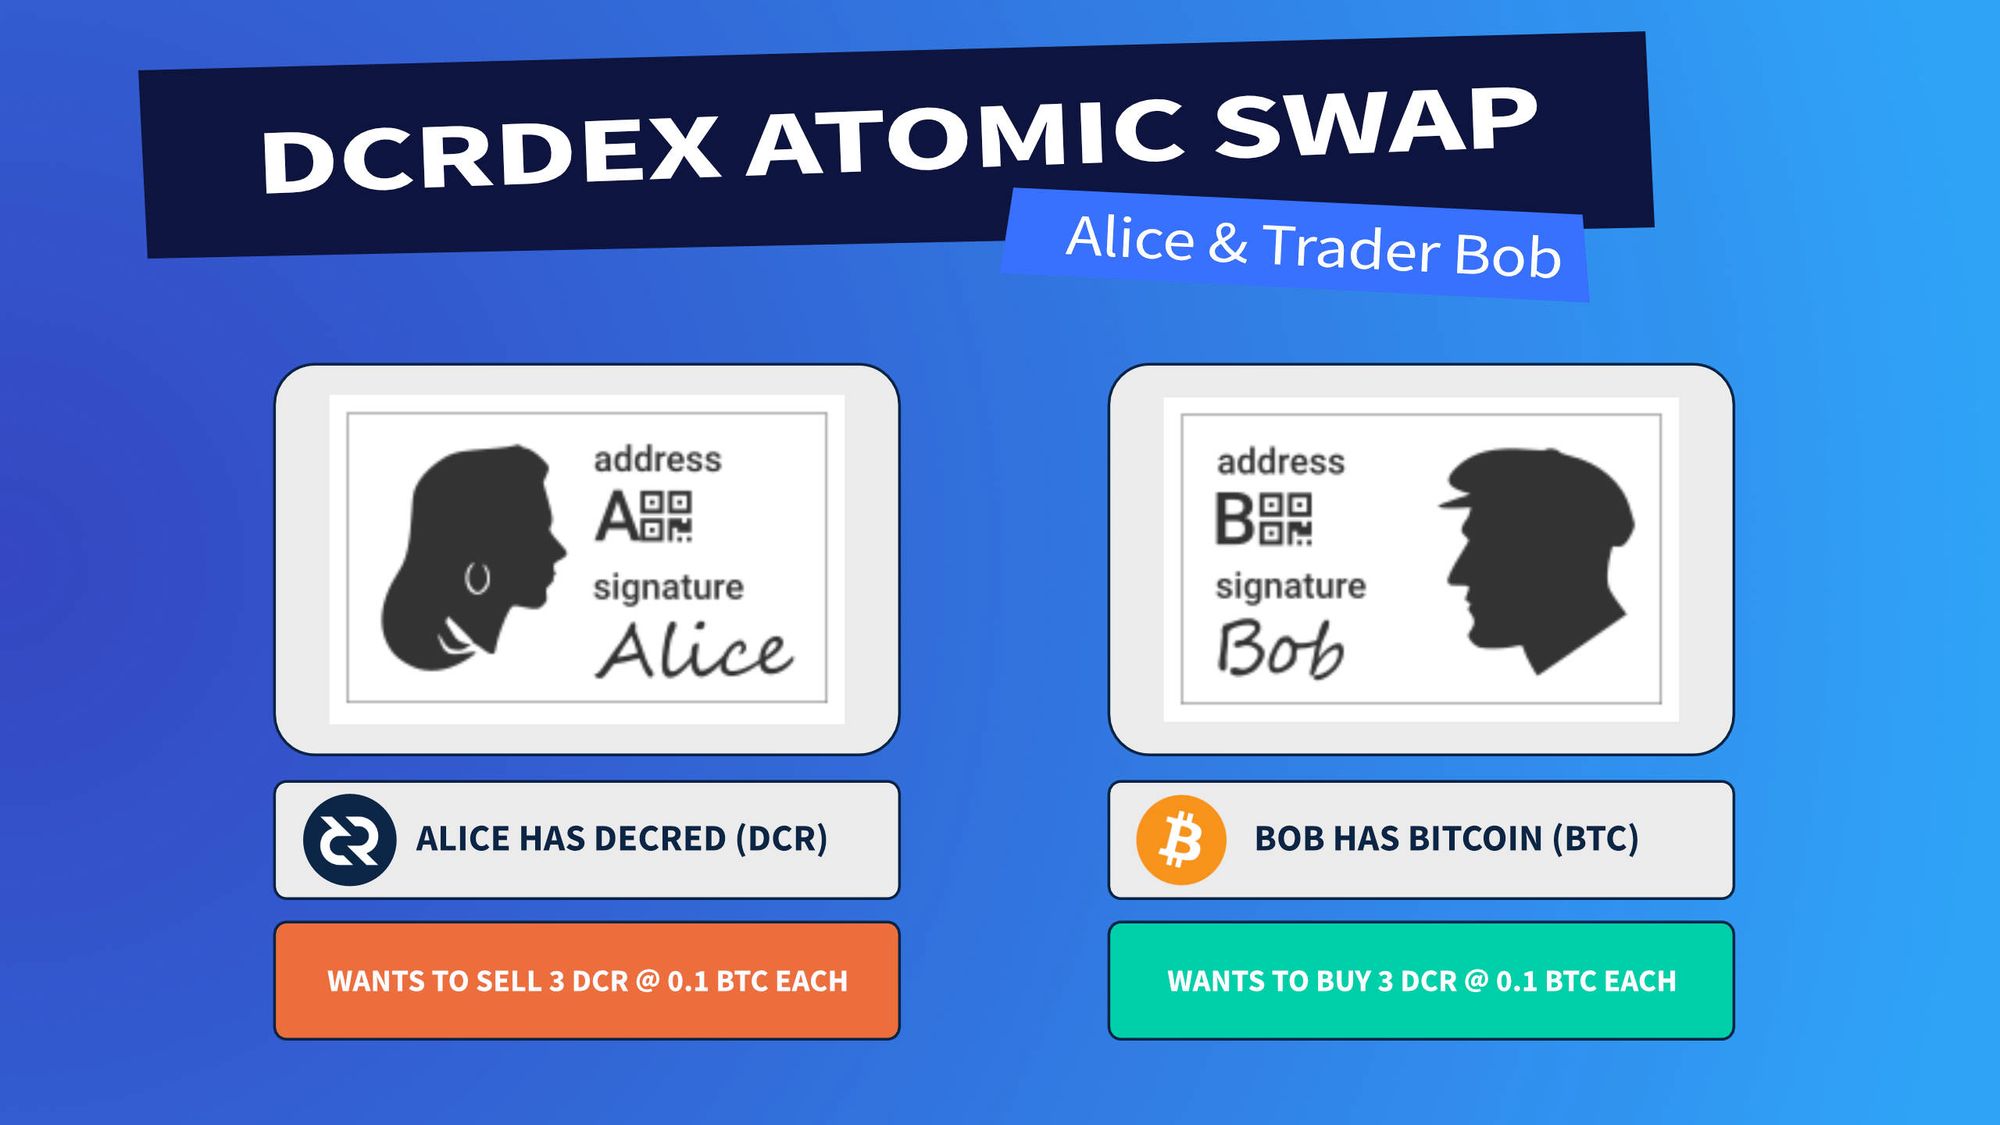 DCRDEX ATOMIC SWAP
Alice & Trader Bob
address
A
signature
Alice
address
B
signature
Bob
ALICE HAS DECRED (DCR)
BOB HAS BITCOIN (BTC)
WANTS TO SELL 3 DCR @ 0.1 BTC EACH
WANTS TO BUY 3 DCR @ 0.1 BTC EACH